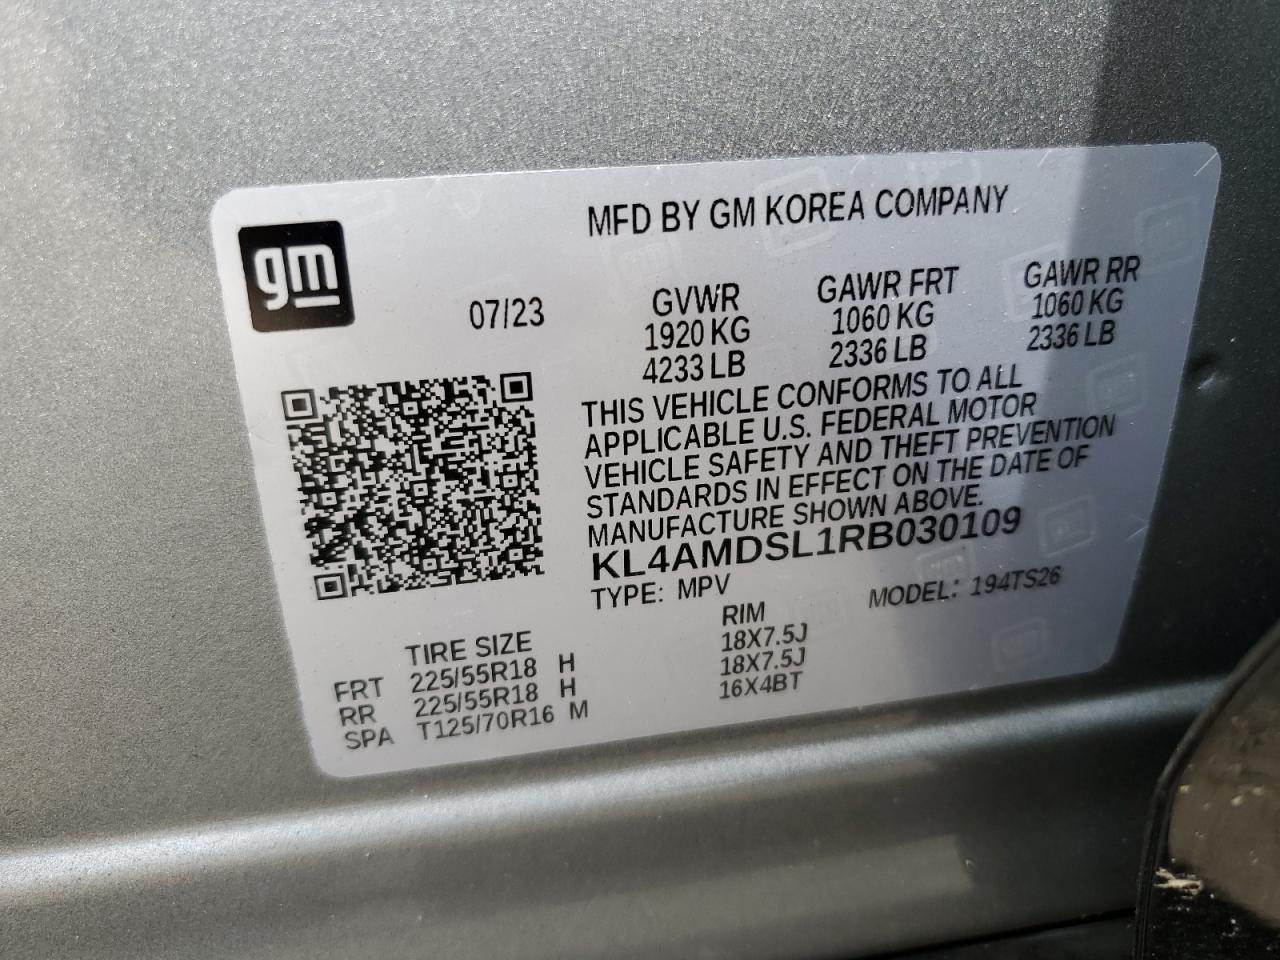 MFD BY GM KOREA COMPANY
gm
07/23
GVWR GAWR FRT GAWR RR
1920 KG 1060 KG 1060 KG
4233 LB 2336 LB 2336 LB
THIS VEHICLE CONFORMS TO ALL
APPLICABLE U.S. FEDERAL MOTOR
VEHICLE SAFETY AND THEFT PREVENTION
STANDARDS IN EFFECT ON THE DATE OF
MANUFACTURE SHOWN ABOVE.
KL4AMDSL1RB030109
TYPE: MPV MODEL: 194TS26
TIRE SIZE RIM
FRT 225/55R18 H 18X7.5J
RR 225/55R18 H 18X7.5J
SPA T125/70R16 M 16X4BT